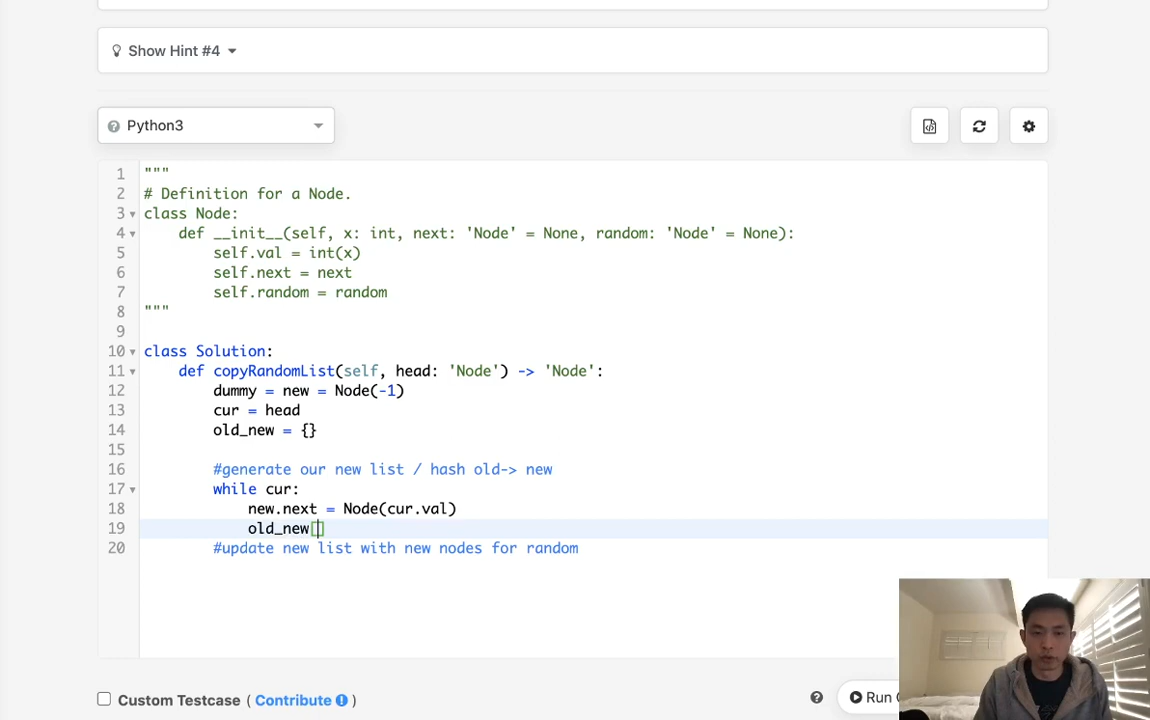 Show Hint #4
Python3
1 """
2 # Definition for a Node.
3 class Node:
4     def __init__(self, x: int, next: 'Node' = None, random: 'Node' = None):
5         self.val = int(x)
6         self.next = next
7         self.random = random
8 """
9
10 class Solution:
11     def copyRandomList(self, head: 'Node') -> 'Node':
12         dummy = new = Node(-1)
13         cur = head
14         old_new = {}
15
16         #generate our new list / hash old-> new
17         while cur:
18             new.next = Node(cur.val)
19             old_new[]
20         #update new list with new nodes for random
Custom Testcase ( Contribute )
Run